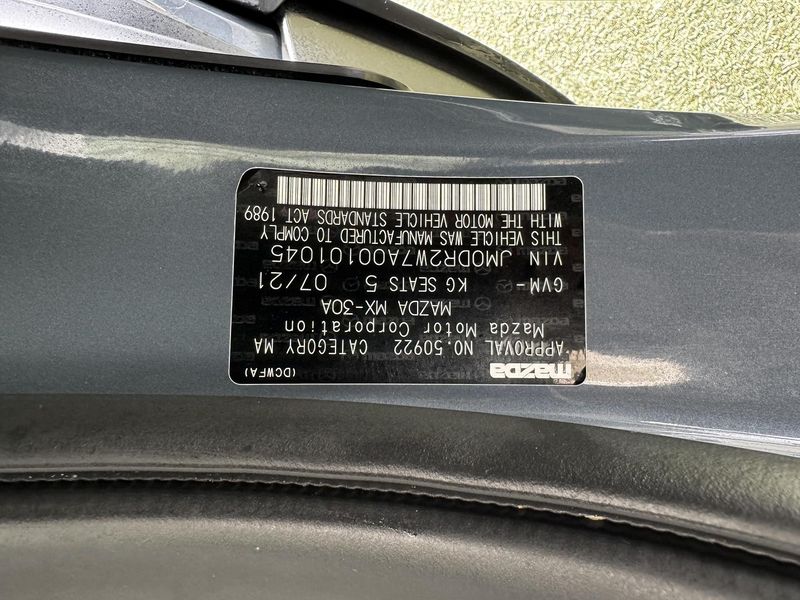 mazda (DCWFA)
APPROVAL NO.50922 CATEGORY MA
Mazda Motor Corporation
MAZDA MX-30A
GVM- KG SEATS 5 07/21
VIN JM0DR2W7A00101045
THIS VEHICLE WAS MANUFACTURED TO COMPLY
WITH THE MOTOR VEHICLE STANDARDS ACT 1989